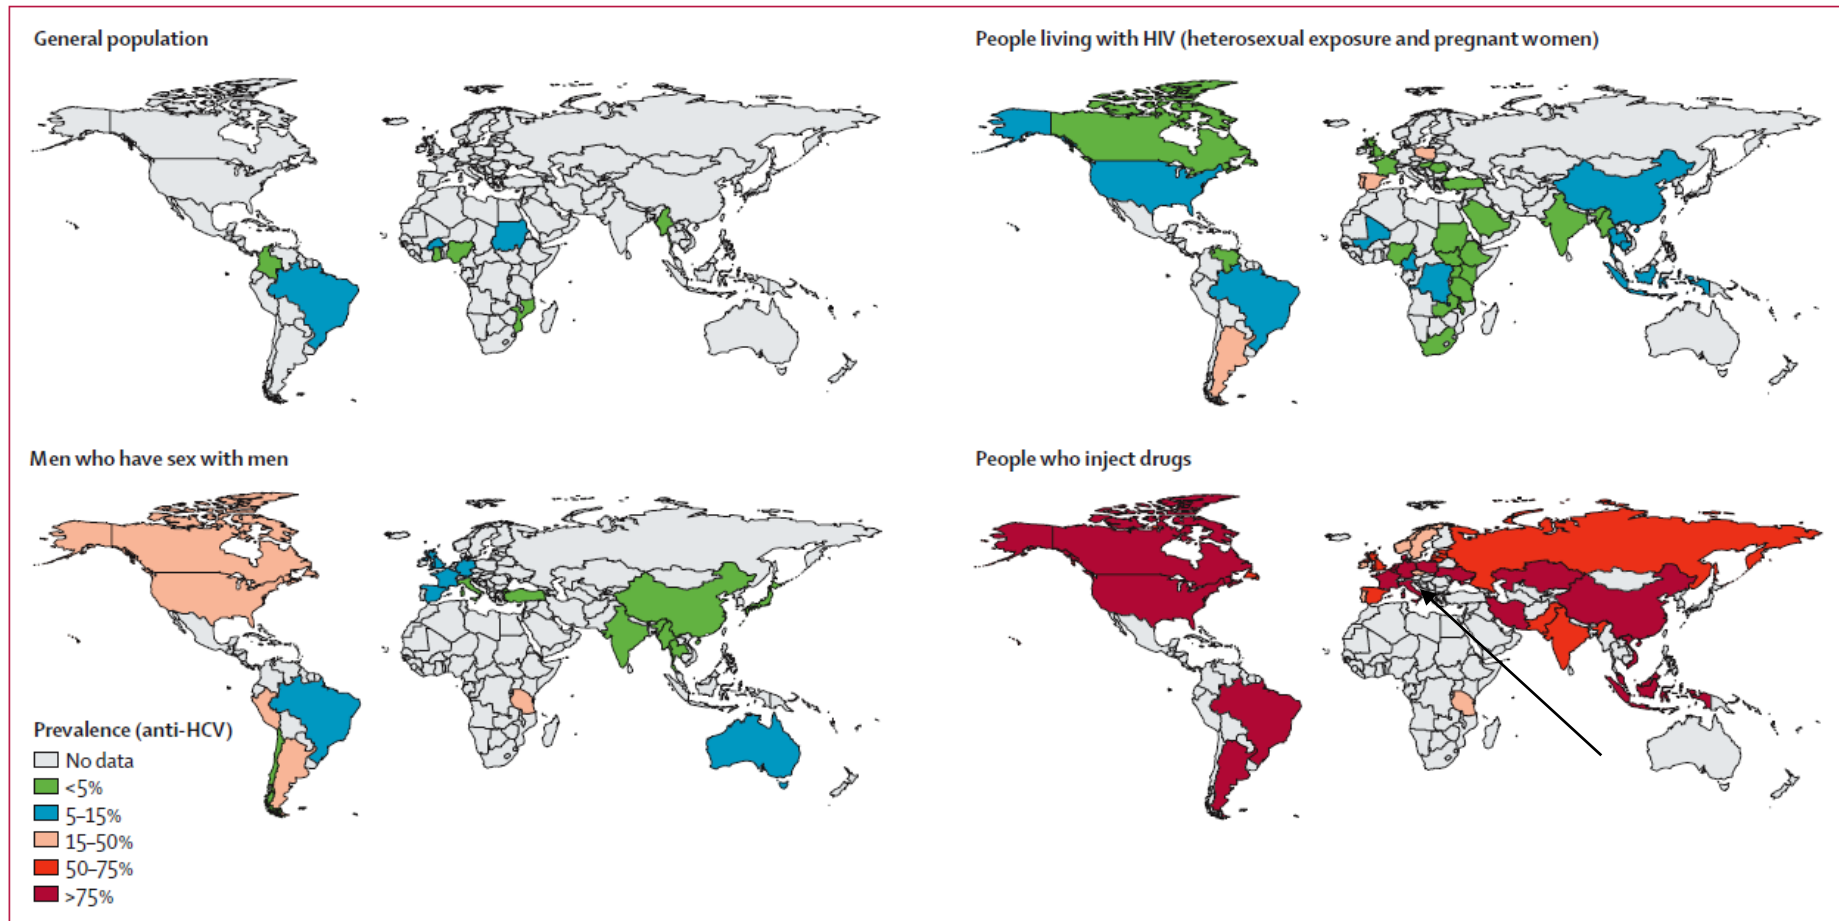 General population
People living with HIV (heterosexual exposure and pregnant women)
Men who have sex with men
People who inject drugs
Prevalence (anti-HCV)
No data
<5%
5–15%
15–50%
50–75%
>75%